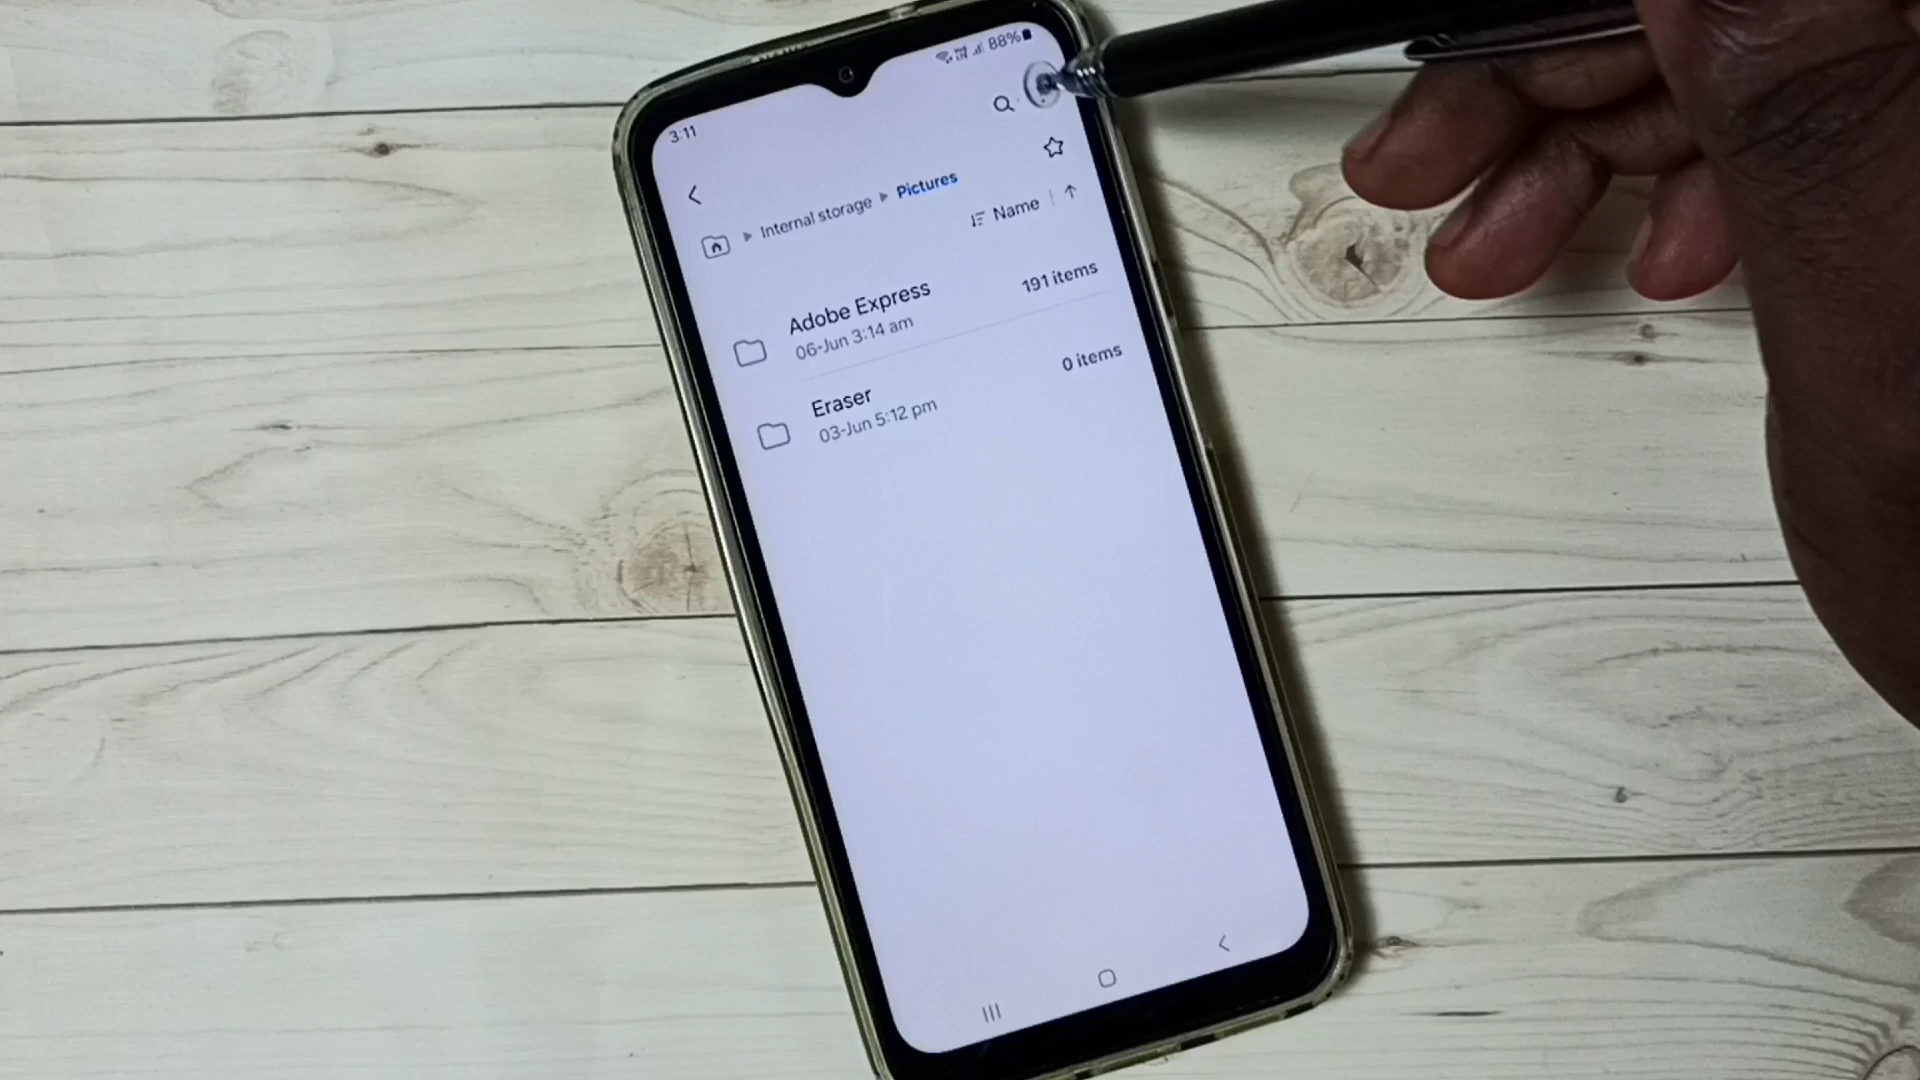 3:11
88%
Internal storage
Pictures
Name
Adobe Express
06-Jun 3:14 am
191 items
Eraser
03-Jun 5:12 pm
0 items